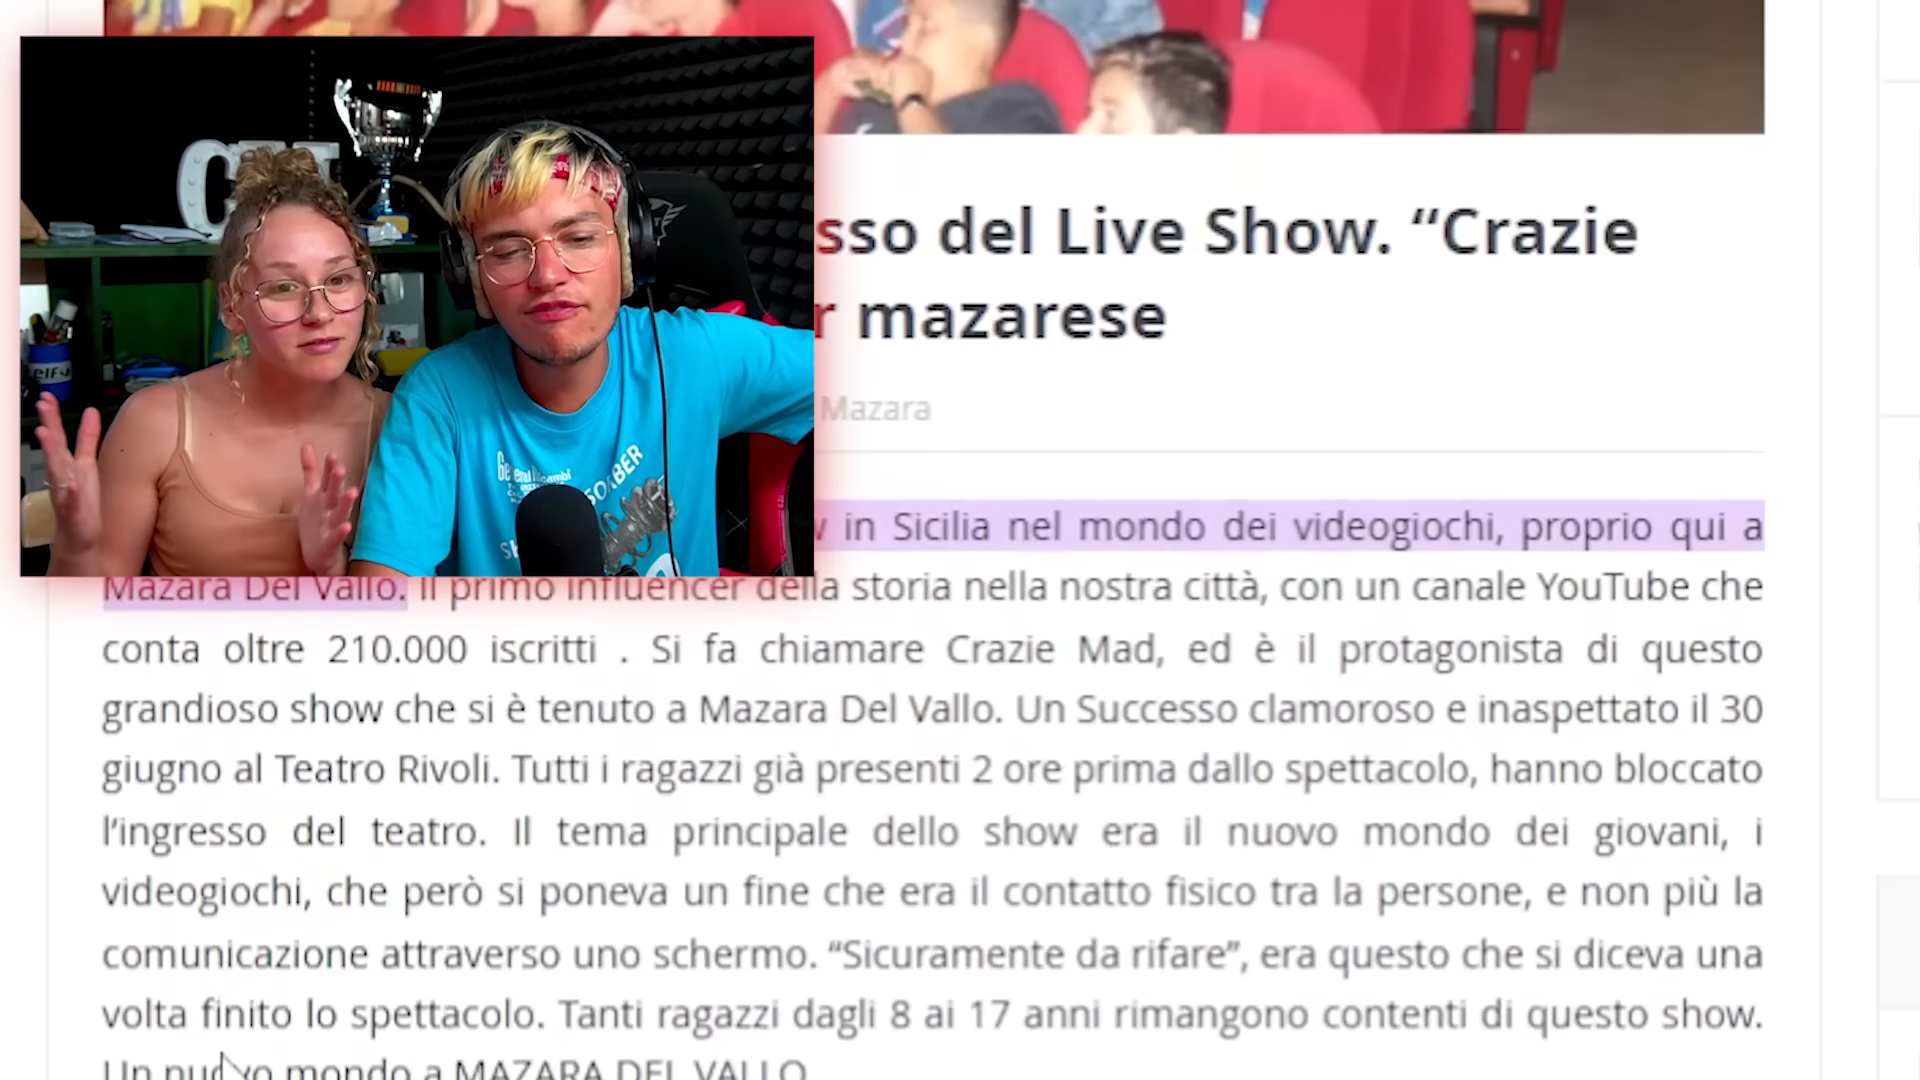 sso del Live Show. “Crazie
r mazarese
Mazara
in Sicilia nel mondo dei videogiochi, proprio qui a
Mazara Del Vallo. Il primo influencer della storia nella nostra città, con un canale YouTube che
conta oltre 210.000 iscritti . Si fa chiamare Crazie Mad, ed è il protagonista di questo
grandioso show che si è tenuto a Mazara Del Vallo. Un Successo clamoroso e inaspettato il 30
giugno al Teatro Rivoli. Tutti i ragazzi già presenti 2 ore prima dallo spettacolo, hanno bloccato
l’ingresso del teatro. Il tema principale dello show era il nuovo mondo dei giovani, i
videogiochi, che però si poneva un fine che era il contatto fisico tra la persone, e non più la
comunicazione attraverso uno schermo. “Sicuramente da rifare”, era questo che si diceva una
volta finito lo spettacolo. Tanti ragazzi dagli 8 ai 17 anni rimangono contenti di questo show.
Un nuovo mondo a MAZARA DEL VALLO
elf
General Ricambi